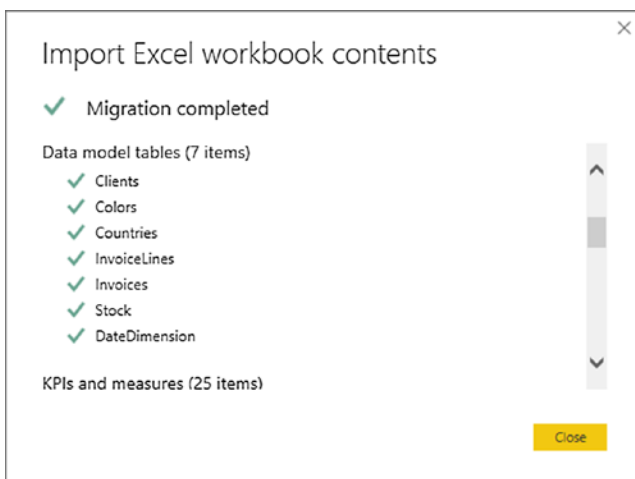 Import Excel workbook contents
Migration completed
Data model tables (7 items)
Clients
Colors
Countries
InvoiceLines
Invoices
Stock
DateDimension
KPIs and measures (25 items)
Close